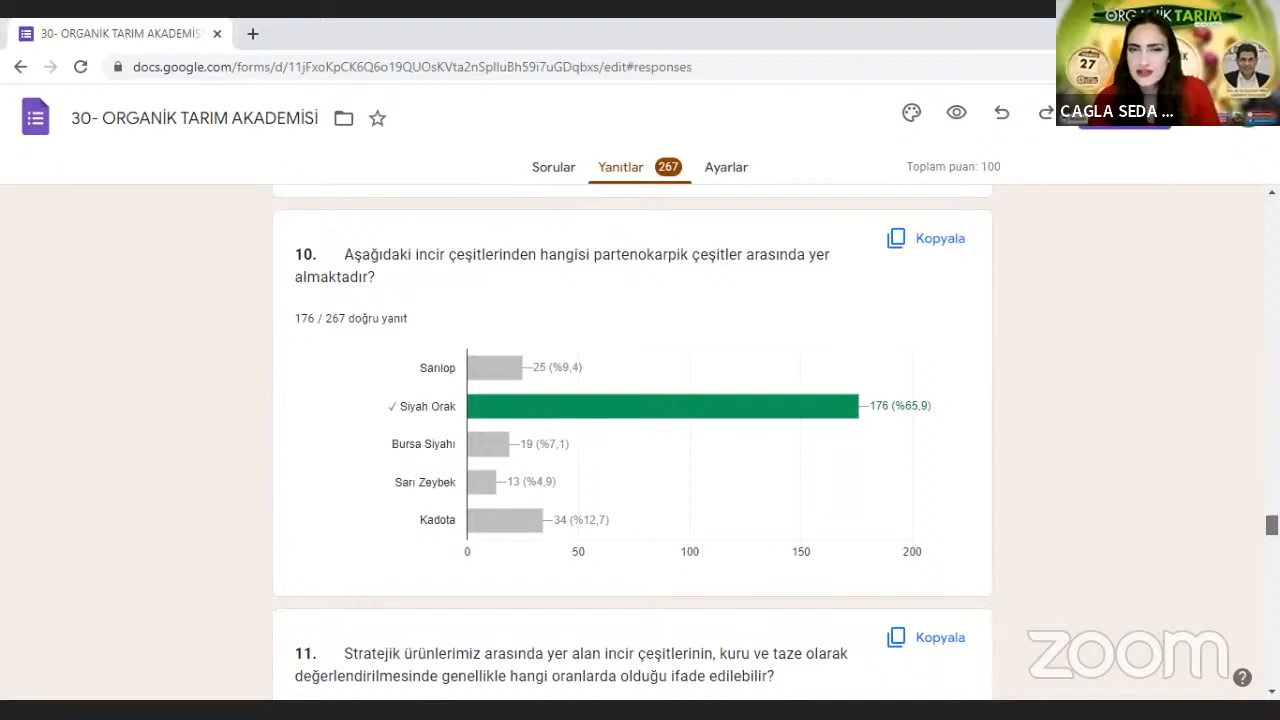 30- ORGANİK TARIM AKADEMİSİ
docs.google.com/forms/d/11jFxoKpCK6Q6oTPQUOsKVta2nSplIuBh59i7uGDqbxs/edit#responses
ORGANİK TARIM
27
CAGLA SEDA ...
30- ORGANİK TARIM AKADEMİSİ
Sorular
Yanıtlar 267
Ayarlar
Toplam puan: 100
10. Aşağıdaki incir çeşitlerinden hangisi partenokarpik çeşitler arasında yer
almaktadır?
Kopyala
176 / 267 doğru yanıt
Sarılop 25 (%9,4)
✓ Siyah Orak 176 (%65,9)
Bursa Siyahı 19 (%7,1)
Sarı Zeybek 13 (%4,9)
Kadota 34 (%12,7)
0 50 100 150 200
11. Stratejik ürünlerimiz arasında yer alan incir çeşitlerinin, kuru ve taze olarak
değerlendirilmesinde genellikle hangi oranlarda olduğu ifade edilebilir?
Kopyala
zoom